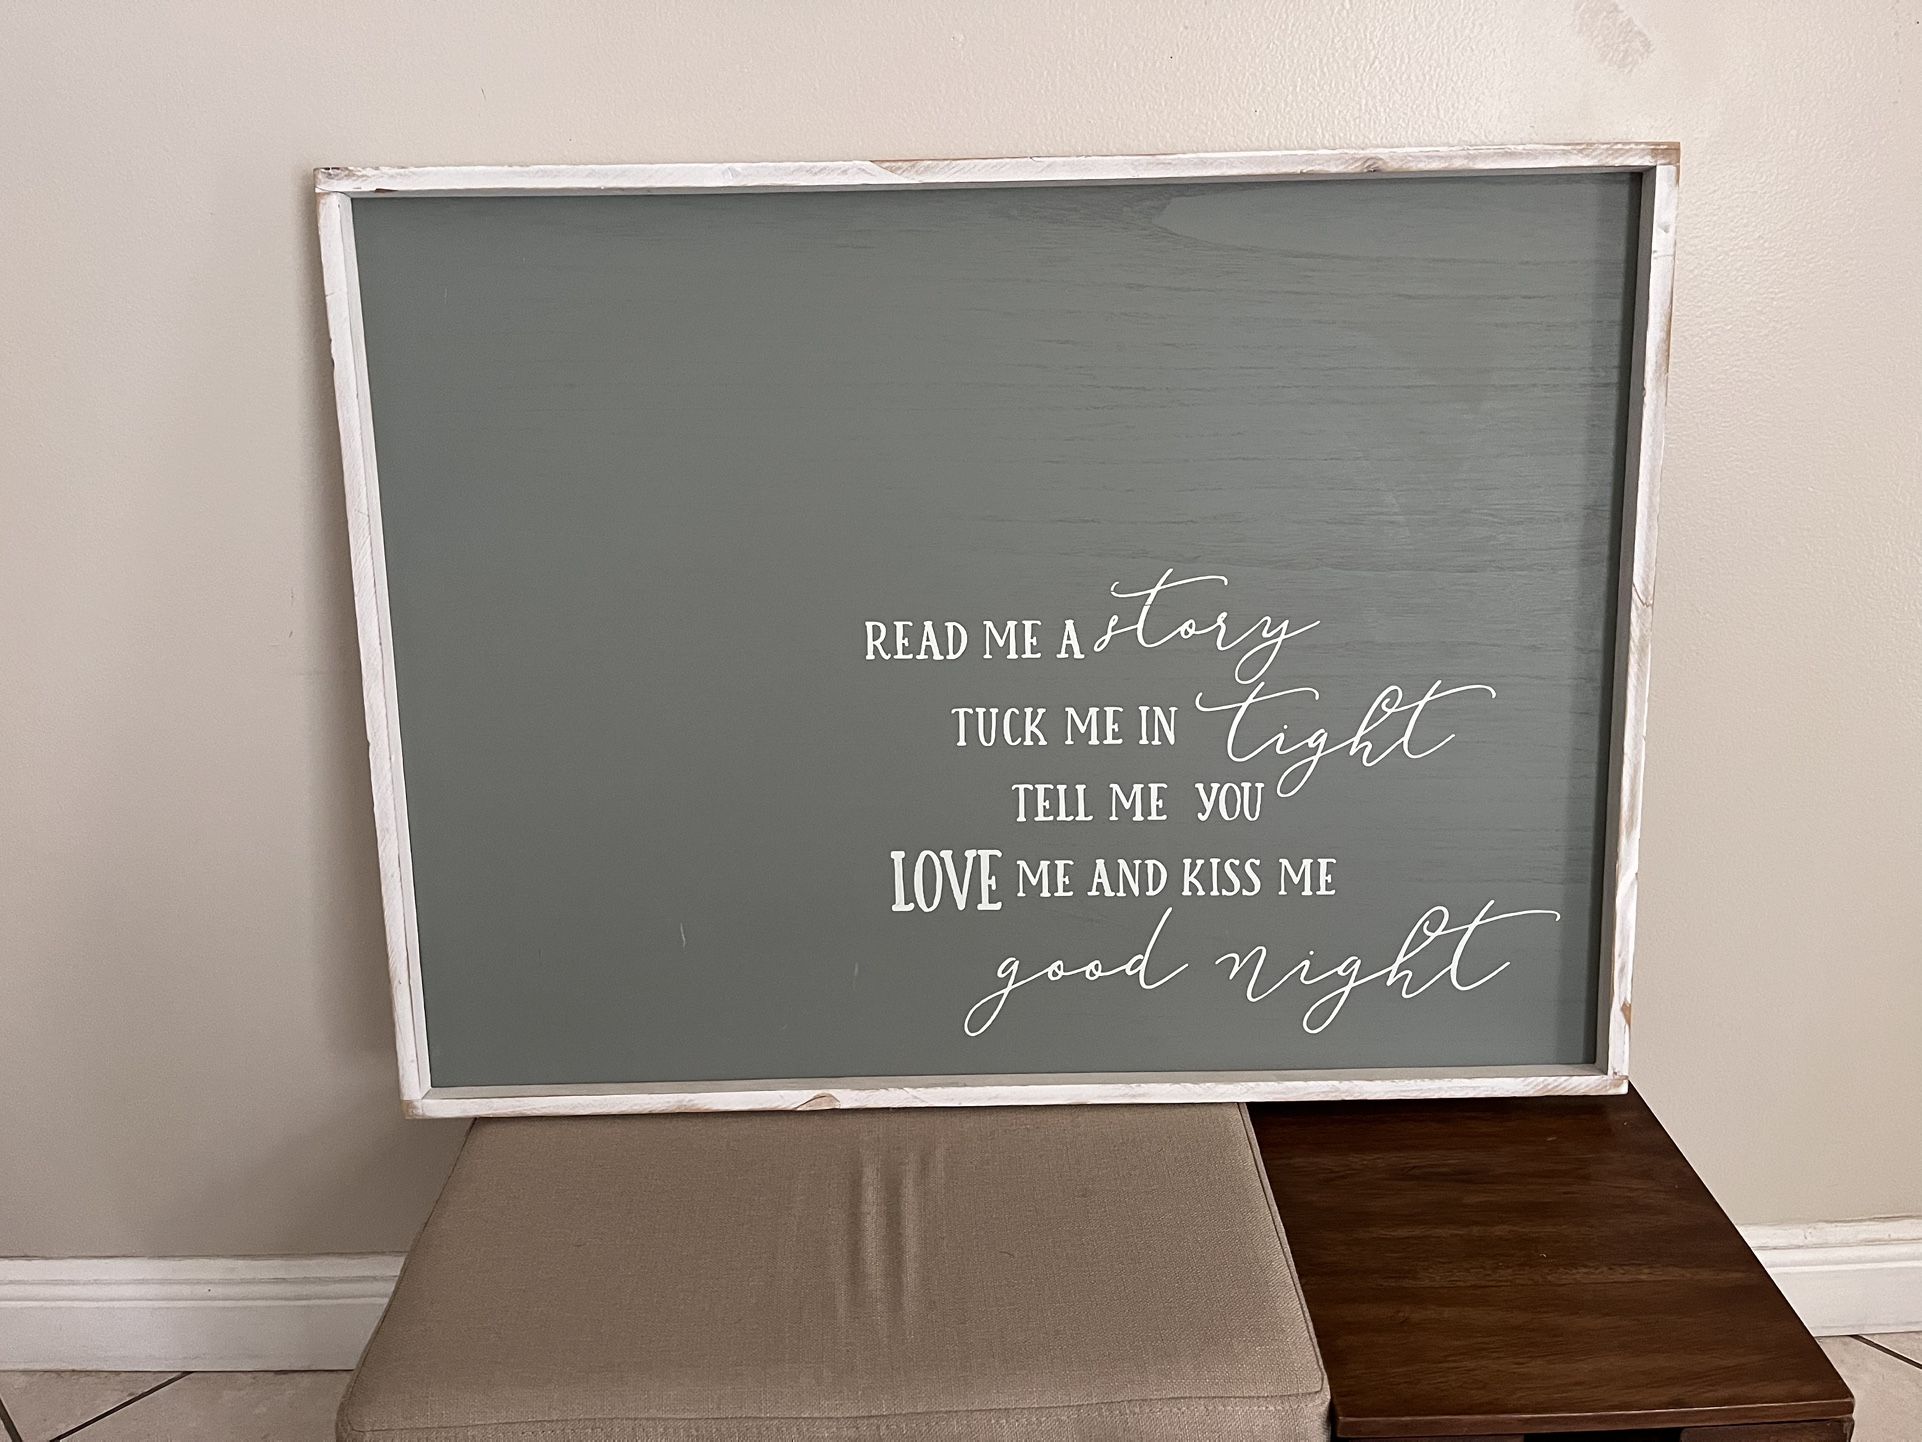 READ ME A story
TUCK ME IN tight
TELL ME YOU
LOVE ME AND KISS ME
good night